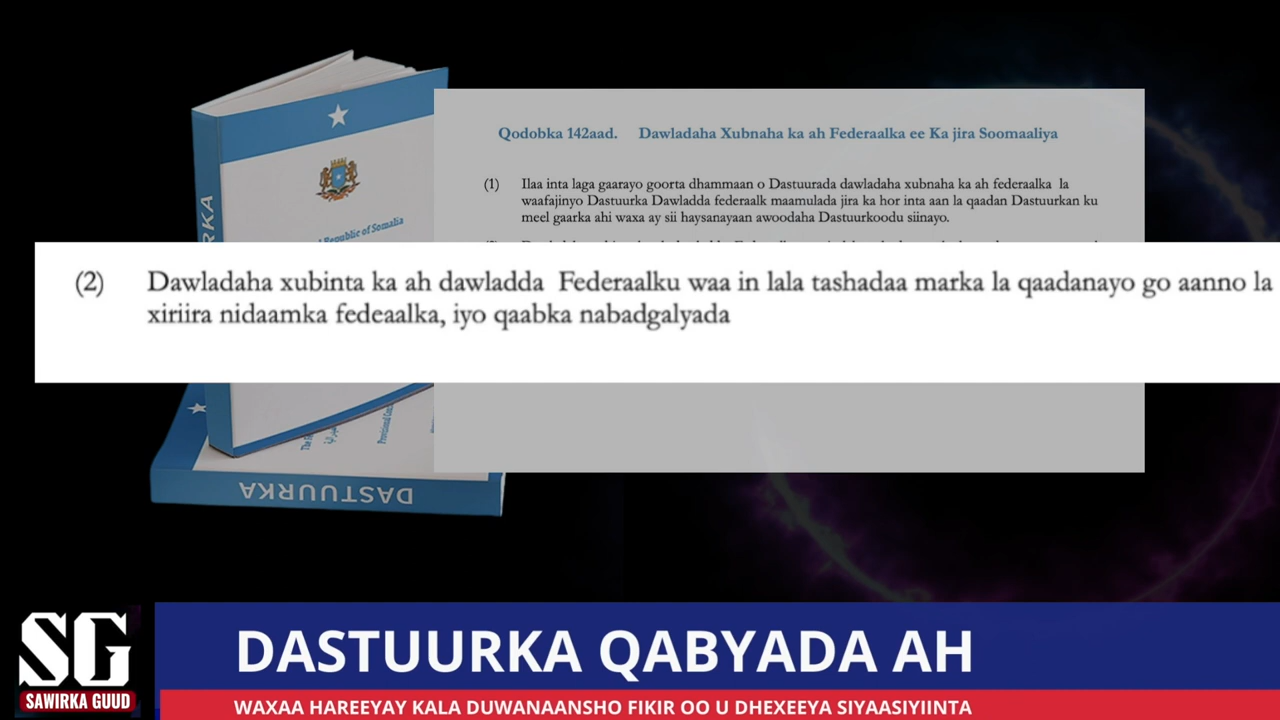 Qodobka 142aad. Dawladaha Xubnaha ka ah Federaalka ee Ka jira Soomaaliya
(1) Ilaa inta laga gaarayo goorta dhammaan o Dastuurada dawladaha xubnaha ka ah federaalka la
waafajinyo Dastuurka Dawladda federaalk maamulada jira ka hor inta aan la qaadan Dastuurkan ku
meel gaarka ahi waxa ay sii haysanayaan awoodaha Dastuurkoodu siinayo.
Republic of Somalia
(2) Dawladaha xubinta ka ah dawladda Federaalku waa in lala tashadaa marka la qaadanayo go aanno la
xiriira nidaamka fedeaalka, iyo qaabka nabadgalyada
DASTUURKA
SG
SAWIRKA GUUD
DASTUURKA QABYADA AH
WAXAA HAREEYAY KALA DUWANAANSHO FIKIR OO U DHEXEEYA SIYAASIYIINTA